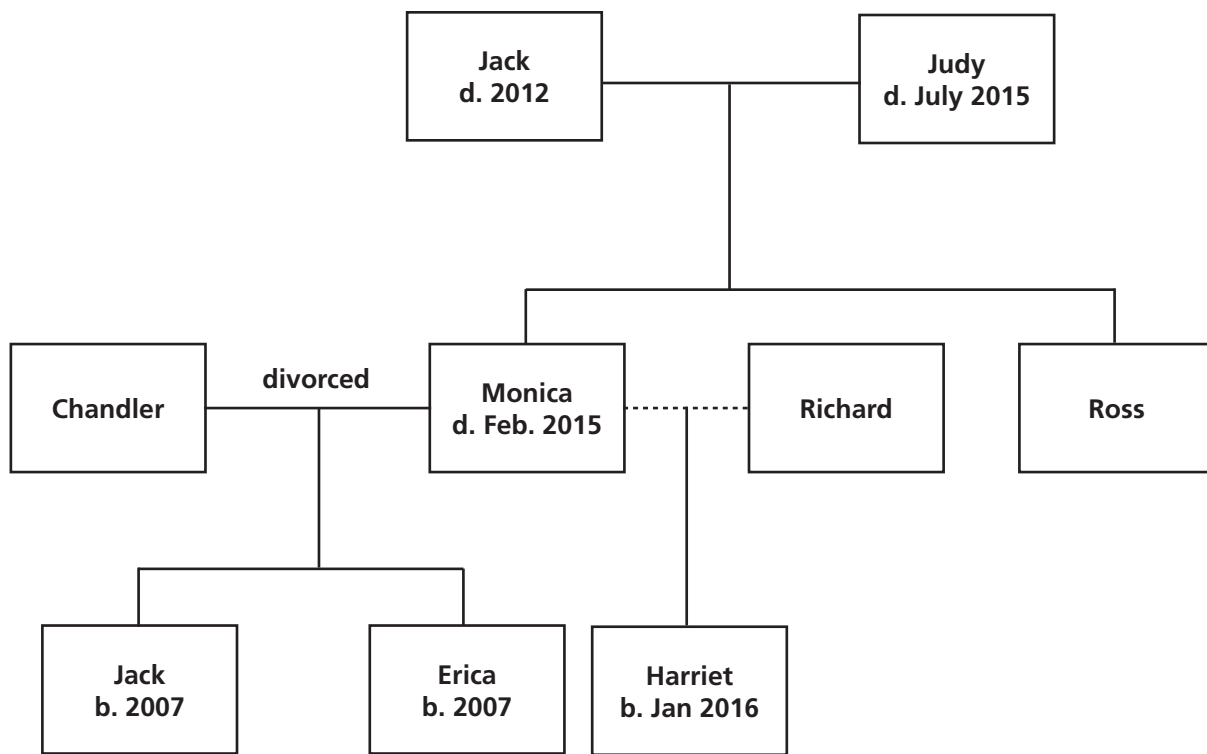 Jack
d. 2012
Judy
d. July 2015
Chandler
divorced
Monica
d. Feb. 2015
Richard
Ross
Jack
b. 2007
Erica
b. 2007
Harriet
b. Jan 2016